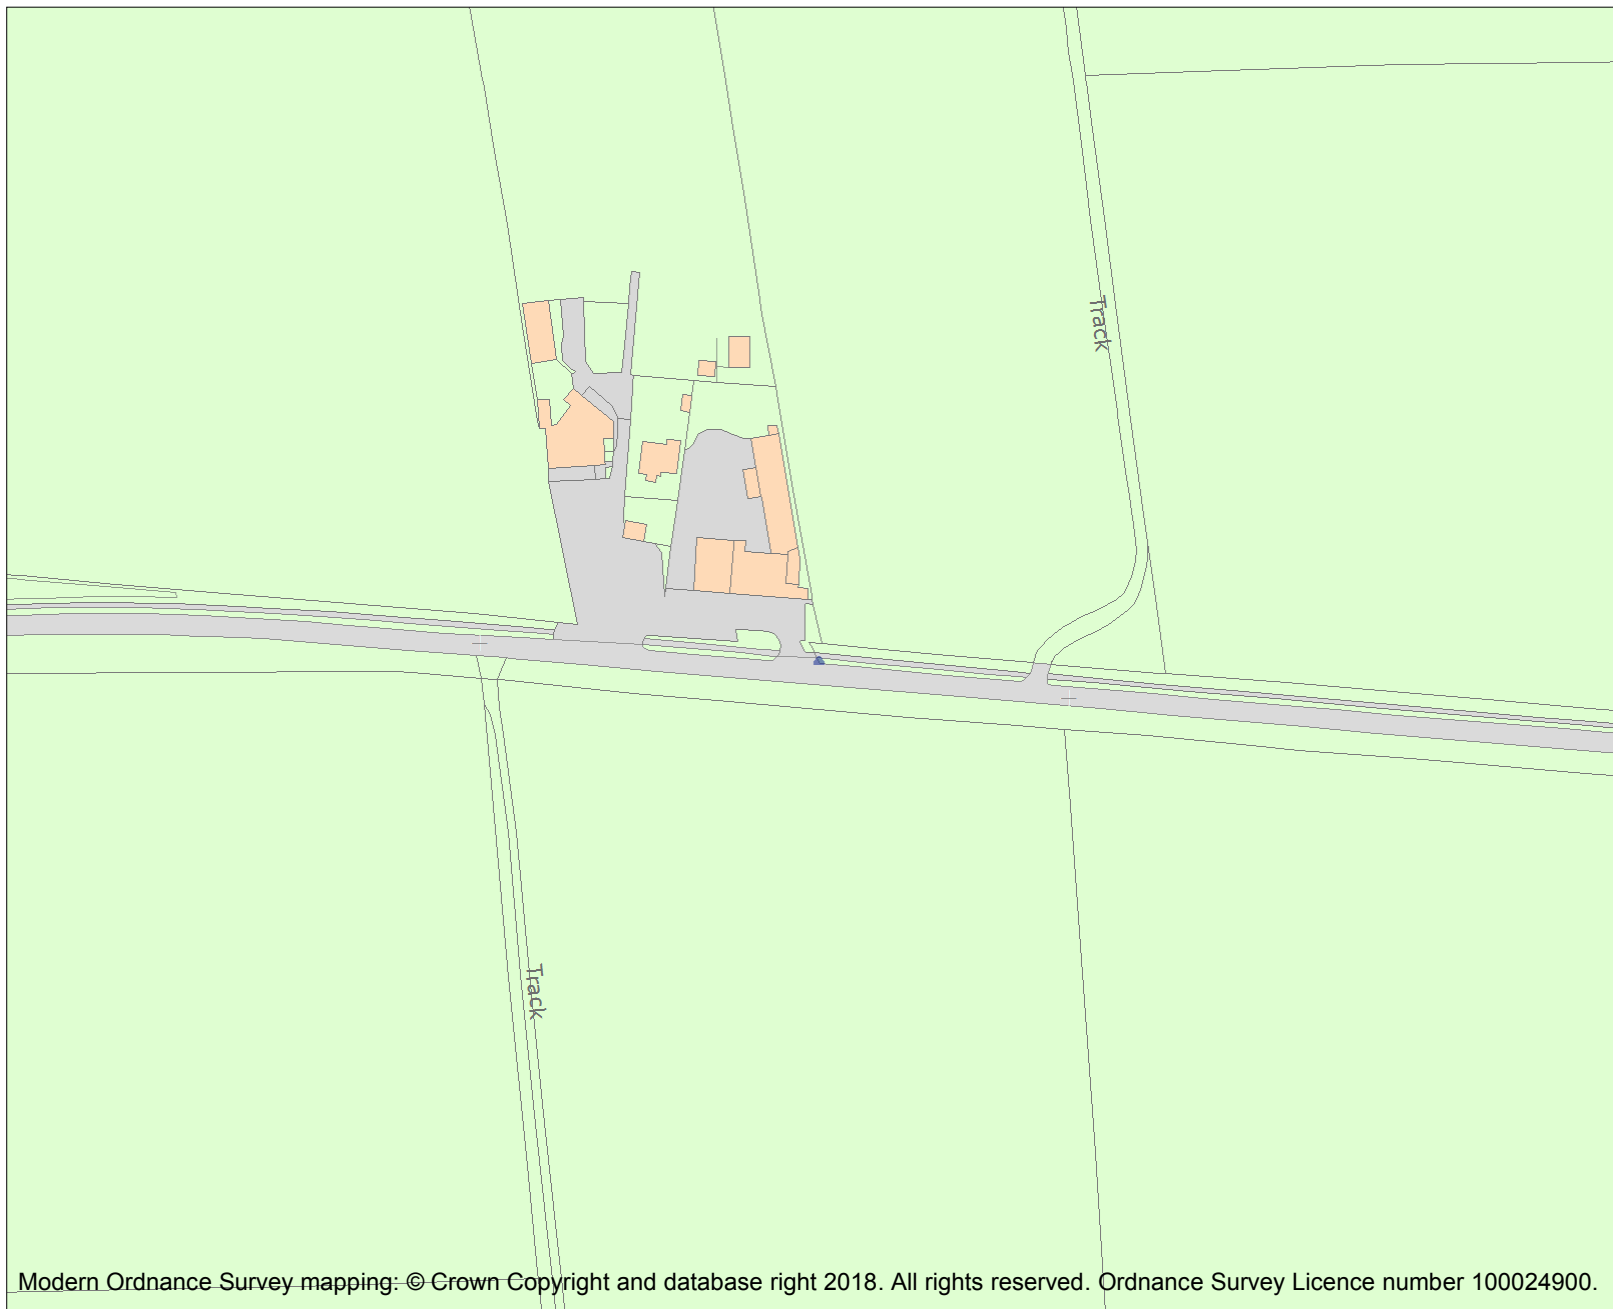 Track
Track
Modern Ordnance Survey mapping: © Crown Copyright and database right 2018. All rights reserved. Ordnance Survey Licence number 100024900.